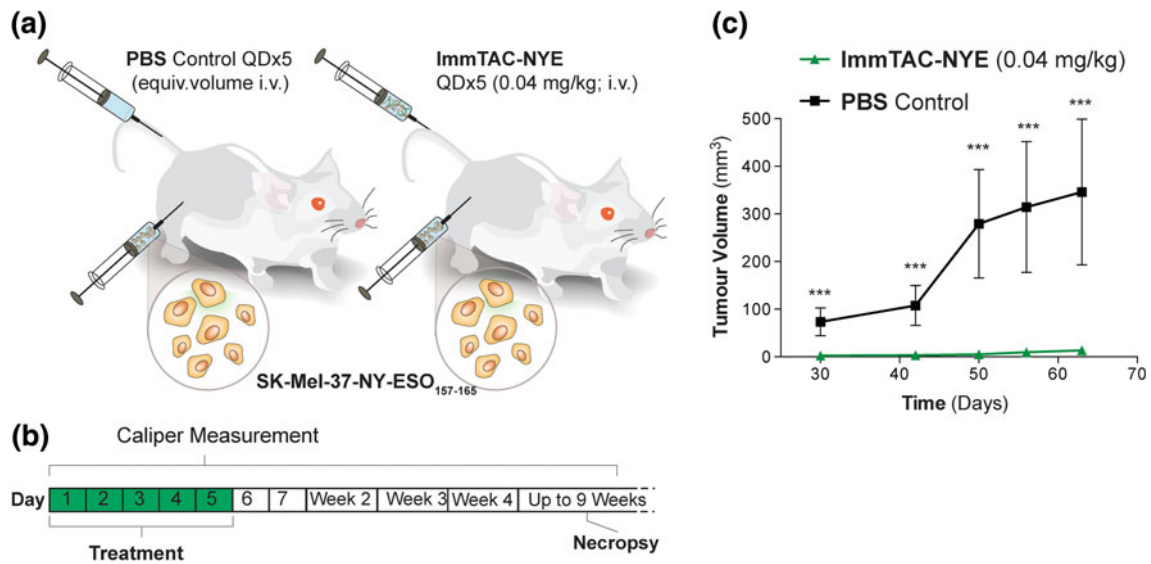 (a)
PBS Control QDx5
(equiv.volume i.v.)
ImmTAC-NYE
QDx5 (0.04 mg/kg; i.v.)
SK-Mel-37-NY-ESO157-165
(b)
Caliper Measurement
Day 1 2 3 4 5 6 7 Week 2 Week 3 Week 4 Up to 9 Weeks
Treatment
Necropsy
(c)
ImmTAC-NYE (0.04 mg/kg)
PBS Control
Tumour Volume (mm³)
500
400
300
200
100
0
***
***
***
***
***
30 40 50 60 70
Time (Days)